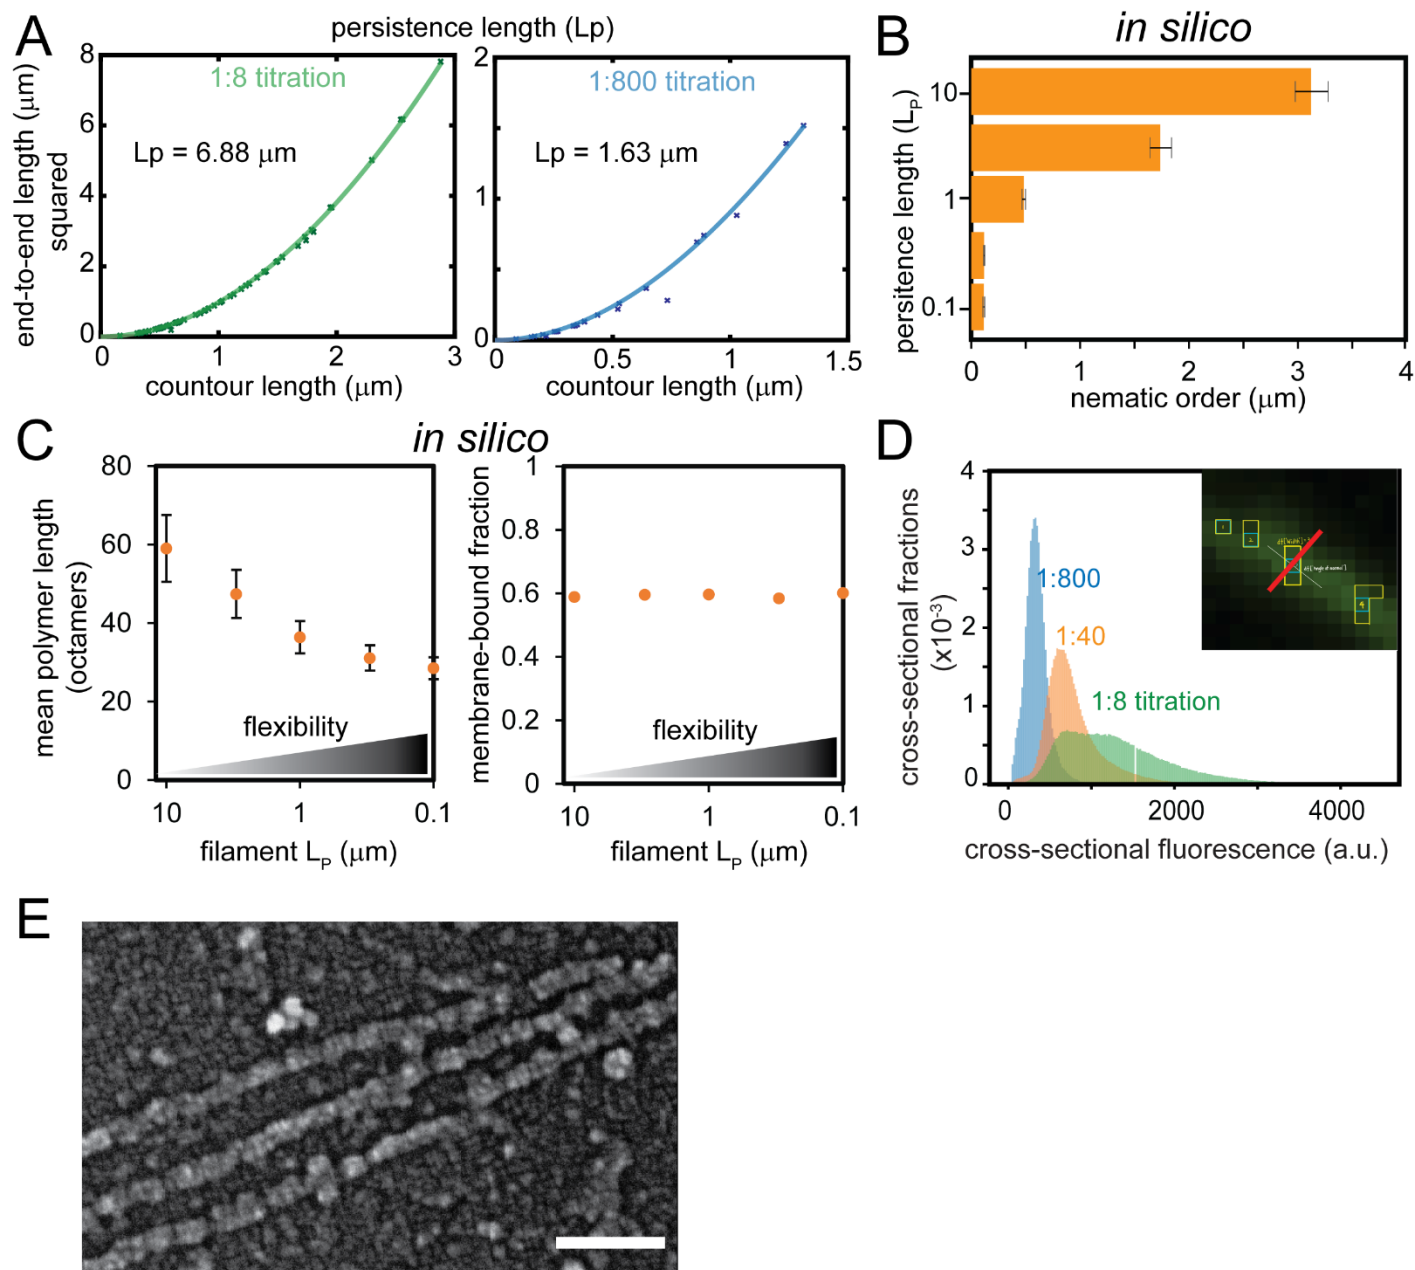 A
persistence length (Lp)
end-to-end length (μm)
squared
8
6
4
2
0
1:8 titration
Lp = 6.88 μm
0
1
2
3
countour length (μm)
2
1
0
1:800 titration
Lp = 1.63 μm
0
0.5
1
1.5
countour length (μm)
B
in silico
persitence length (LP)
10
1
0.1
0
1
2
3
4
nematic order (μm)
C
in silico
mean polymer length
(octamers)
80
60
40
20
0
flexibility
10
1
0.1
filament LP (μm)
membrane-bound fraction
1
0.8
0.6
0.4
0.2
0
flexibility
10
1
0.1
filament LP (μm)
D
cross-sectional fractions
(x10-3)
4
3
2
1
0
1:800
1:40
1:8 titration
0
2000
4000
cross-sectional fluorescence (a.u.)
E